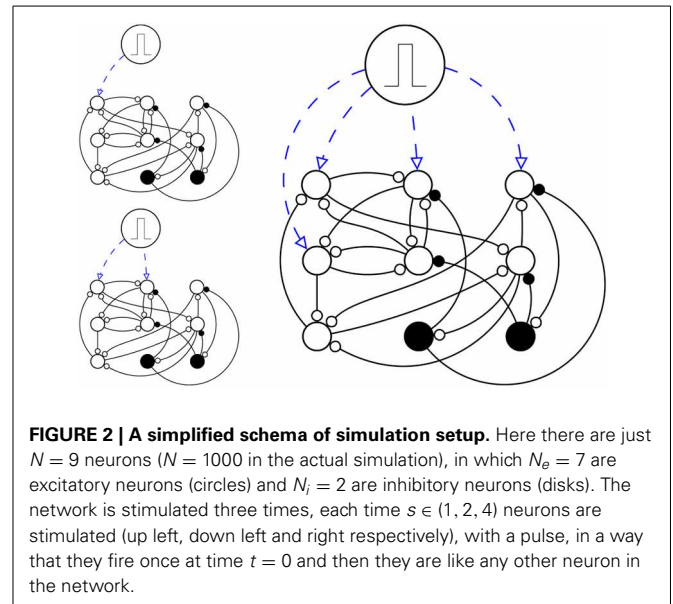 FIGURE 2 | A simplified schema of simulation setup. Here there are just
N = 9 neurons (N = 1000 in the actual simulation), in which Ne = 7 are
excitatory neurons (circles) and Ni = 2 are inhibitory neurons (disks). The
network is stimulated three times, each time s ∈ (1, 2, 4) neurons are
stimulated (up left, down left and right respectively), with a pulse, in a way
that they fire once at time t = 0 and then they are like any other neuron in
the network.